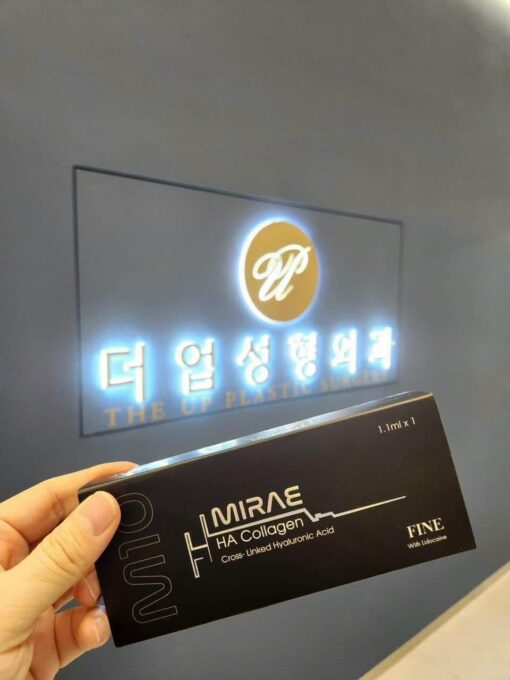 UP
더 업 성 형 외 과
THE UP PLASTIC SURGERY
1.1ml x 1
M10
MIRAE
HA Collagen
Cross- Linked Hyaluronic Acid
FINE
With Lidocaine